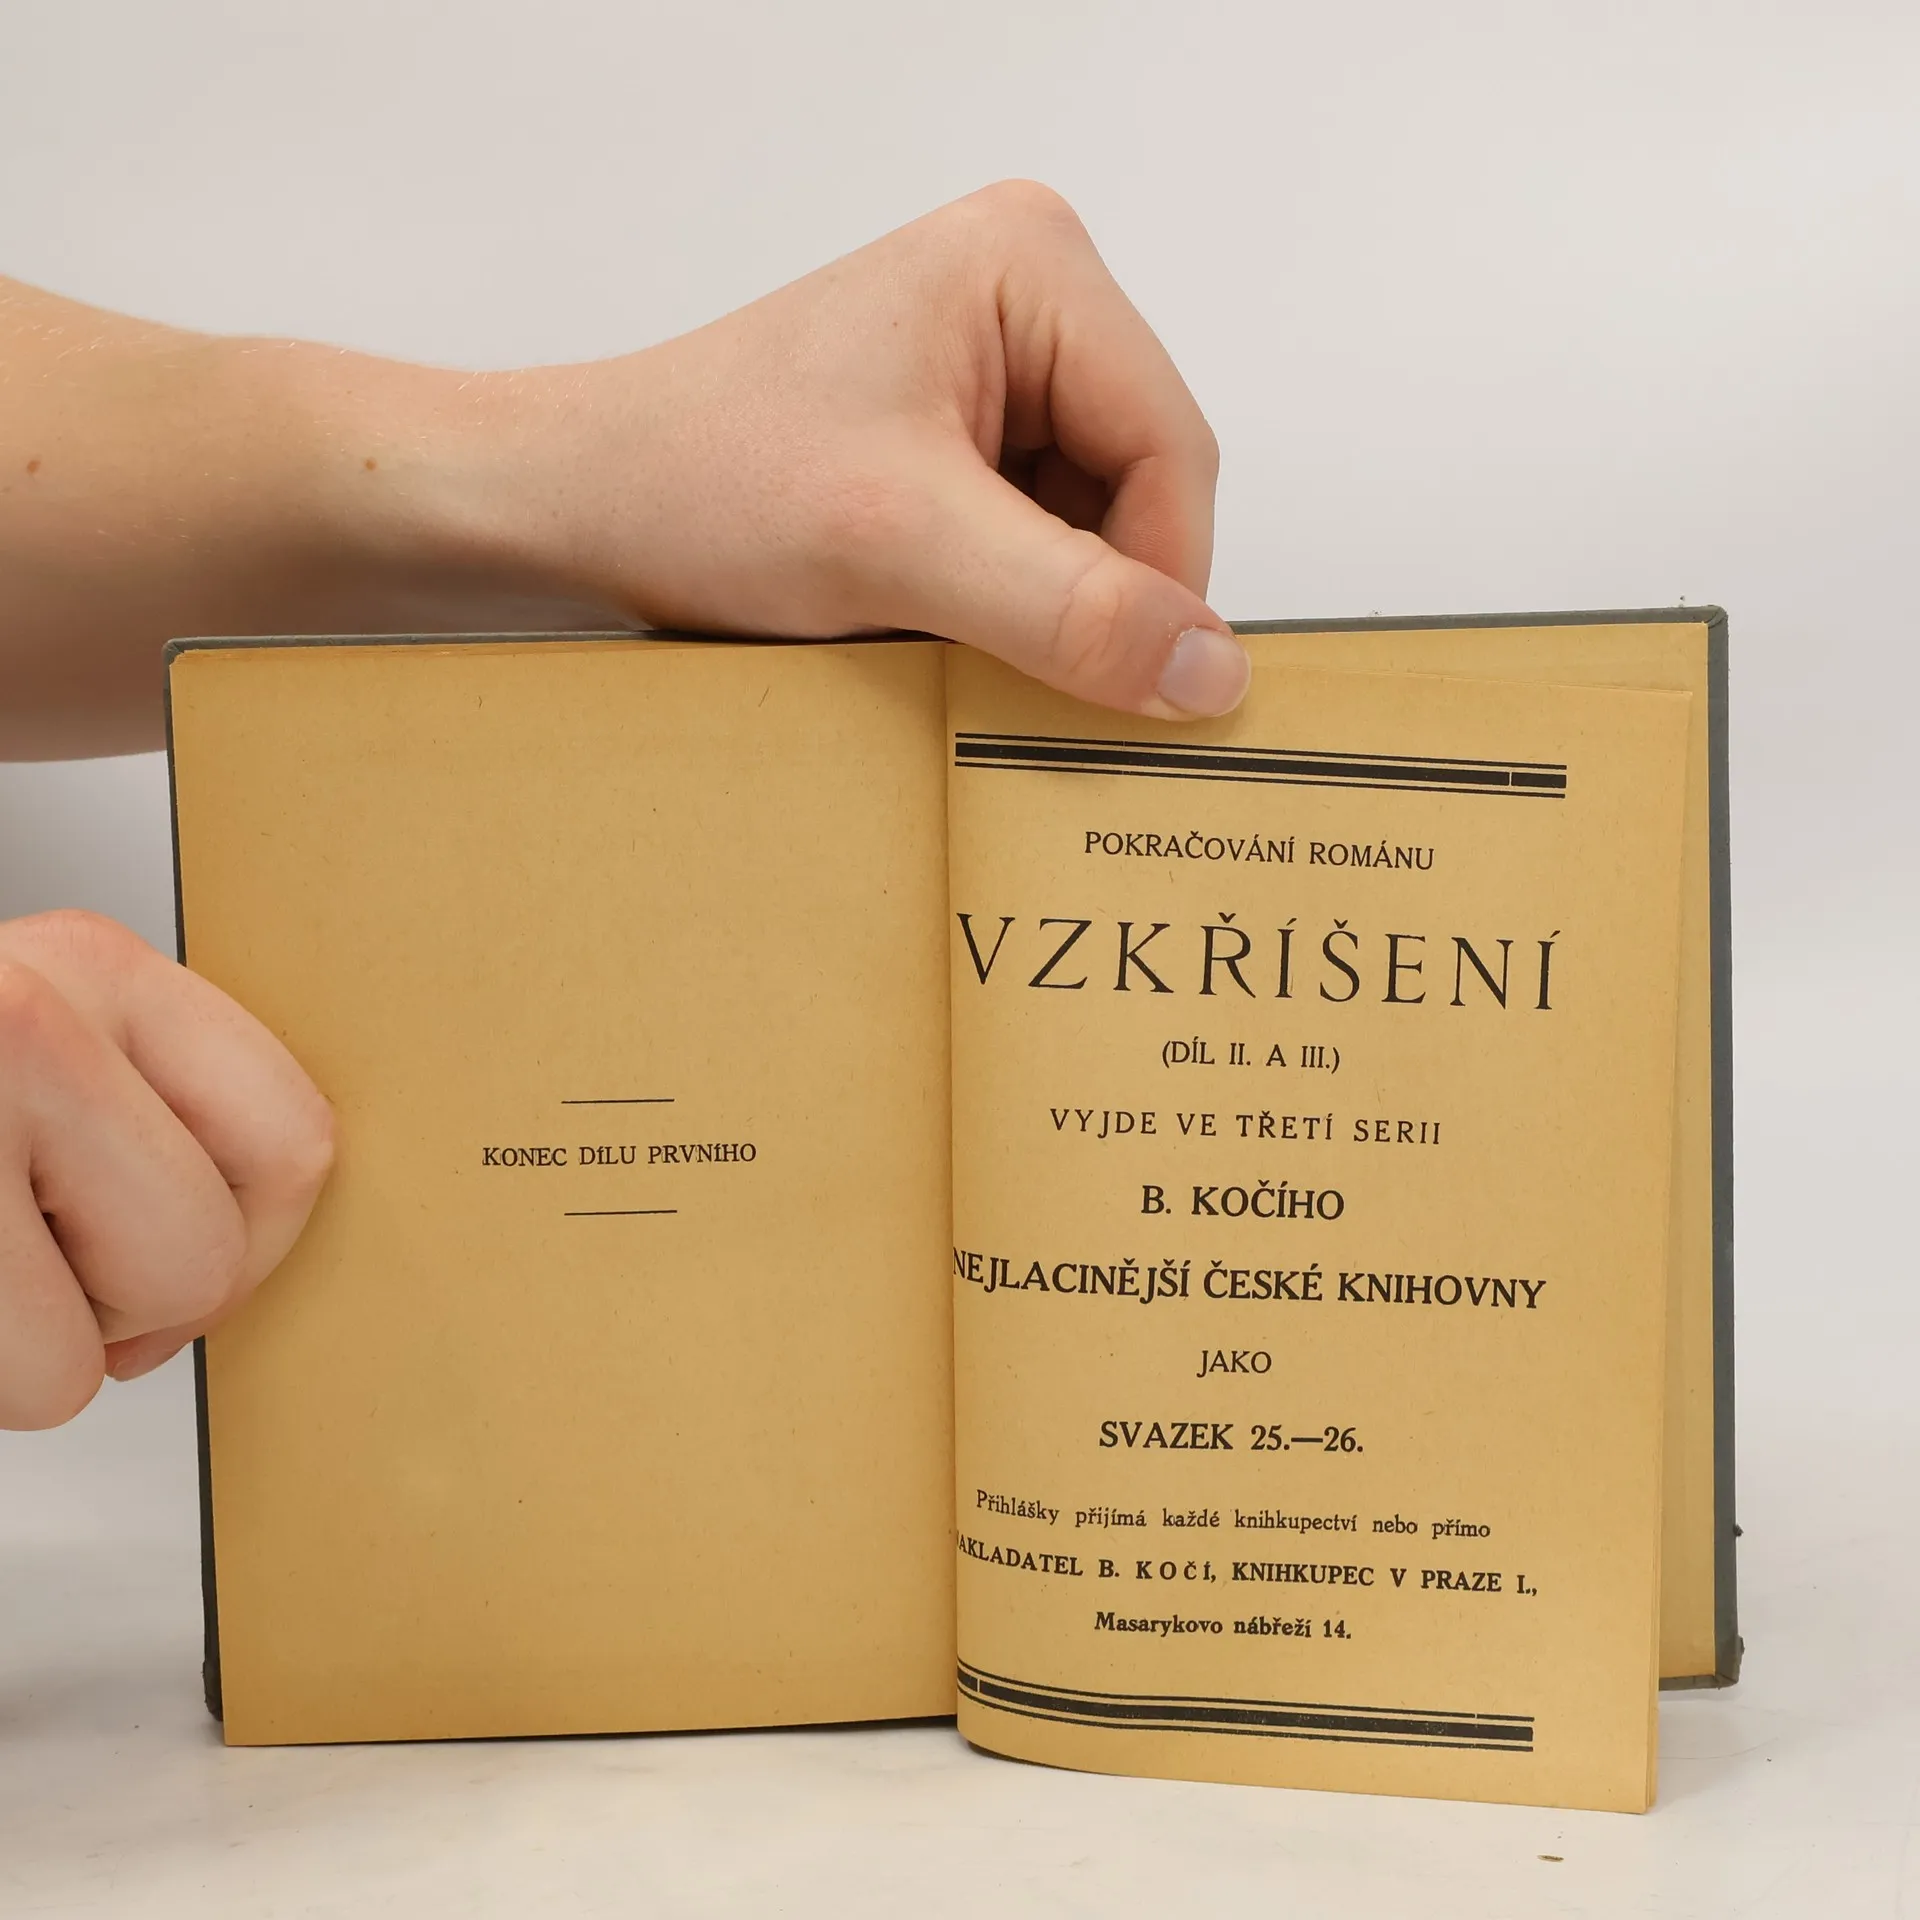 KONEC DÍLU PRVNÍHO
POKRAČOVÁNÍ ROMÁNU
VZKŘÍŠENÍ
(DÍL II. A III.)
VYJDE VE TŘETÍ SERII
B. KOČÍHO
NEJLACINĚJŠÍ ČESKÉ KNIHOVNY
JAKO
SVAZEK 25.—26.
Přihlášky přijímá každé knihkupectví nebo přímo
NAKLADATEL B. KOČÍ, KNIHKUPEC V PRAZE I.,
Masarykovo nábřeží 14.